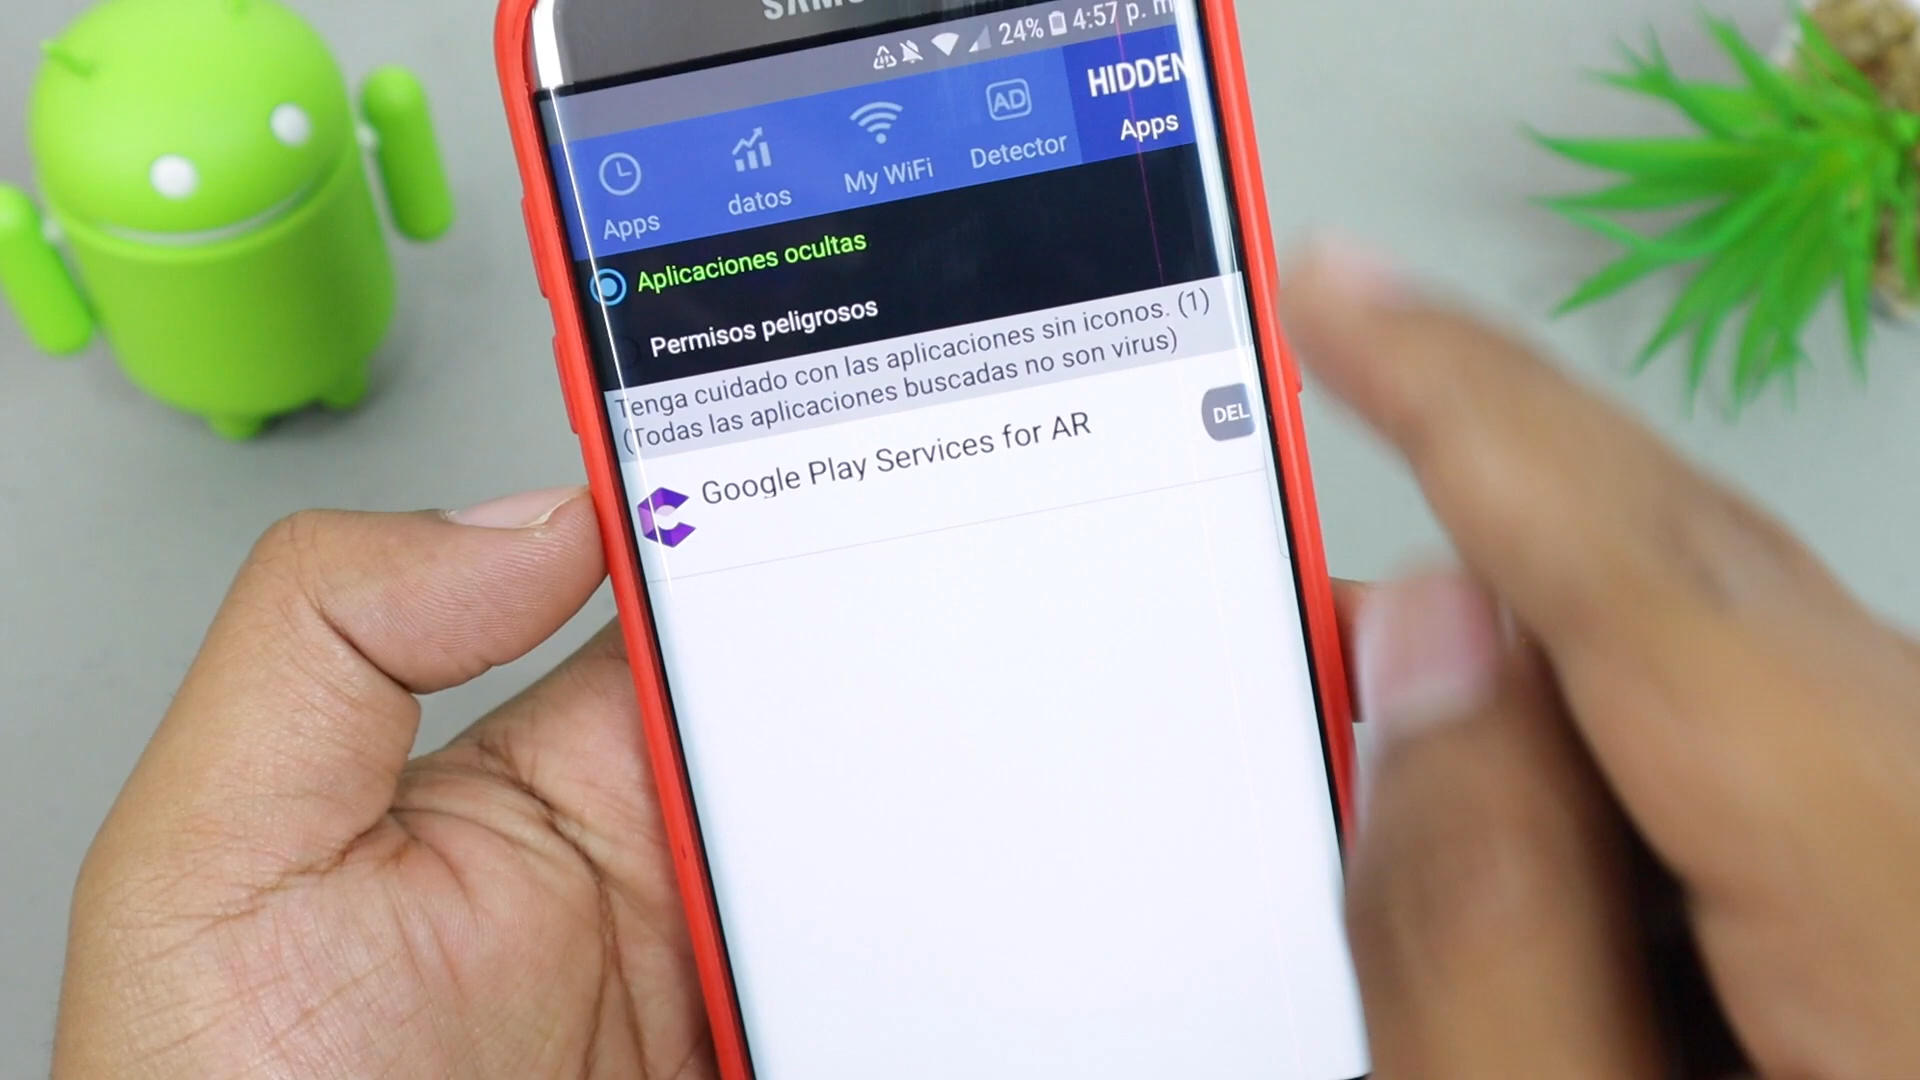 24% 4:57 p.
Apps
datos
My WiFi
AD
Detector
HIDDEN
Apps
Aplicaciones ocultas
Permisos peligrosos
Tenga cuidado con las aplicaciones sin iconos. (1)
(Todas las aplicaciones buscadas no son virus)
Google Play Services for AR
DEL